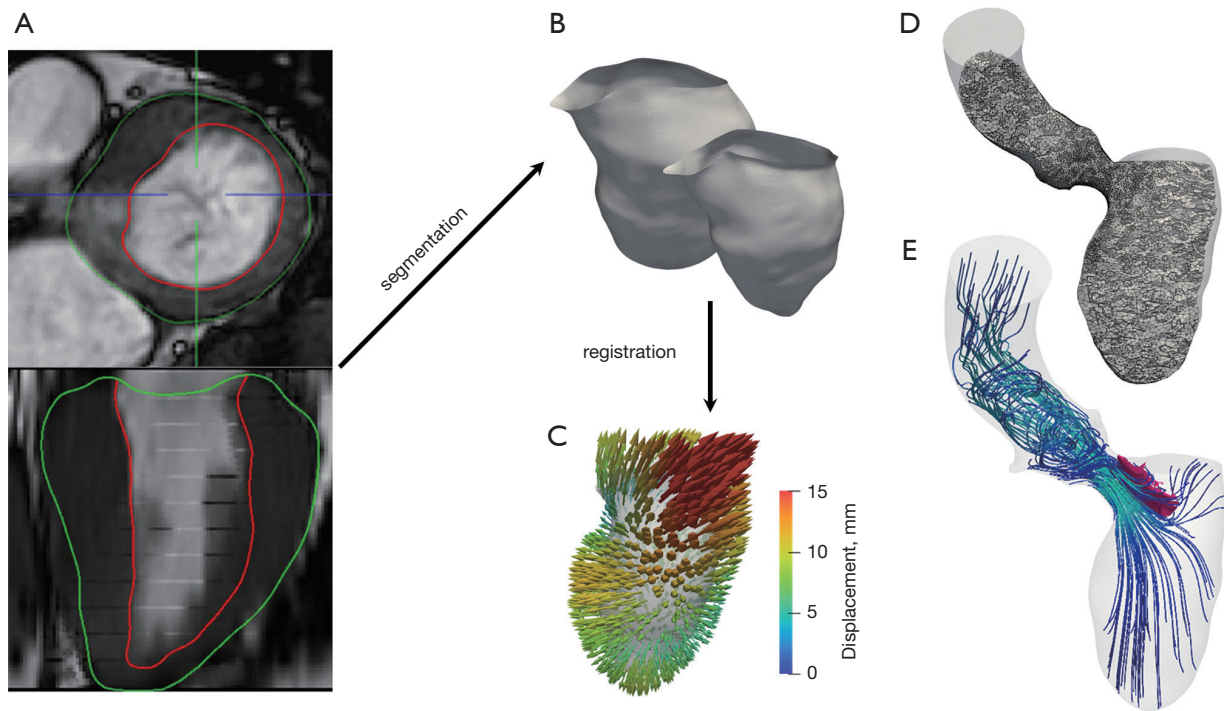 A
B
D
segmentation
E
registration
C
15
10
5
0
Displacement, mm